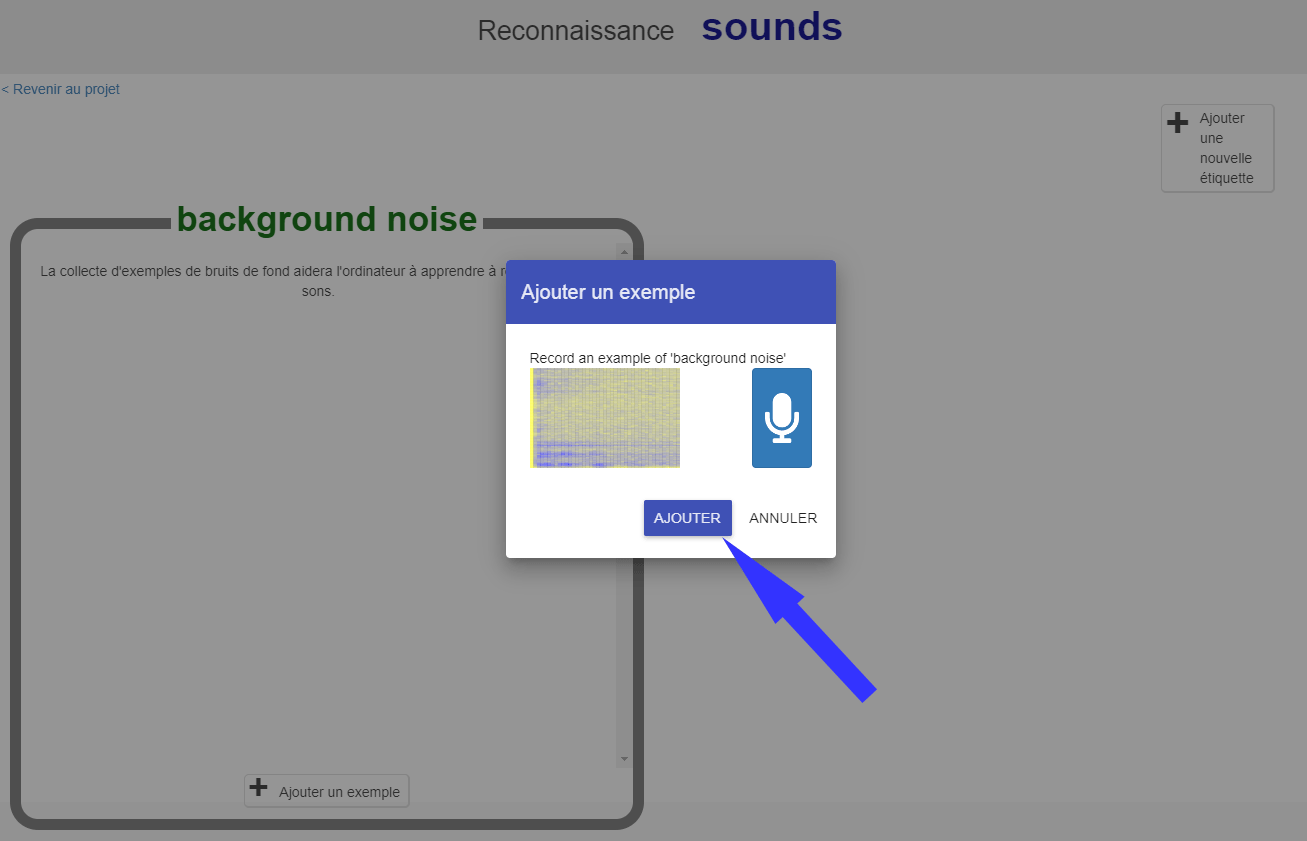 Reconnaissance sounds
< Revenir au projet
Ajouter
une
nouvelle
étiquette
background noise
La collecte d'exemples de bruits de fond aidera l'ordinateur à apprendre à
sons.
Ajouter un exemple
Record an example of 'background noise'
AJOUTER ANNULER
Ajouter un exemple